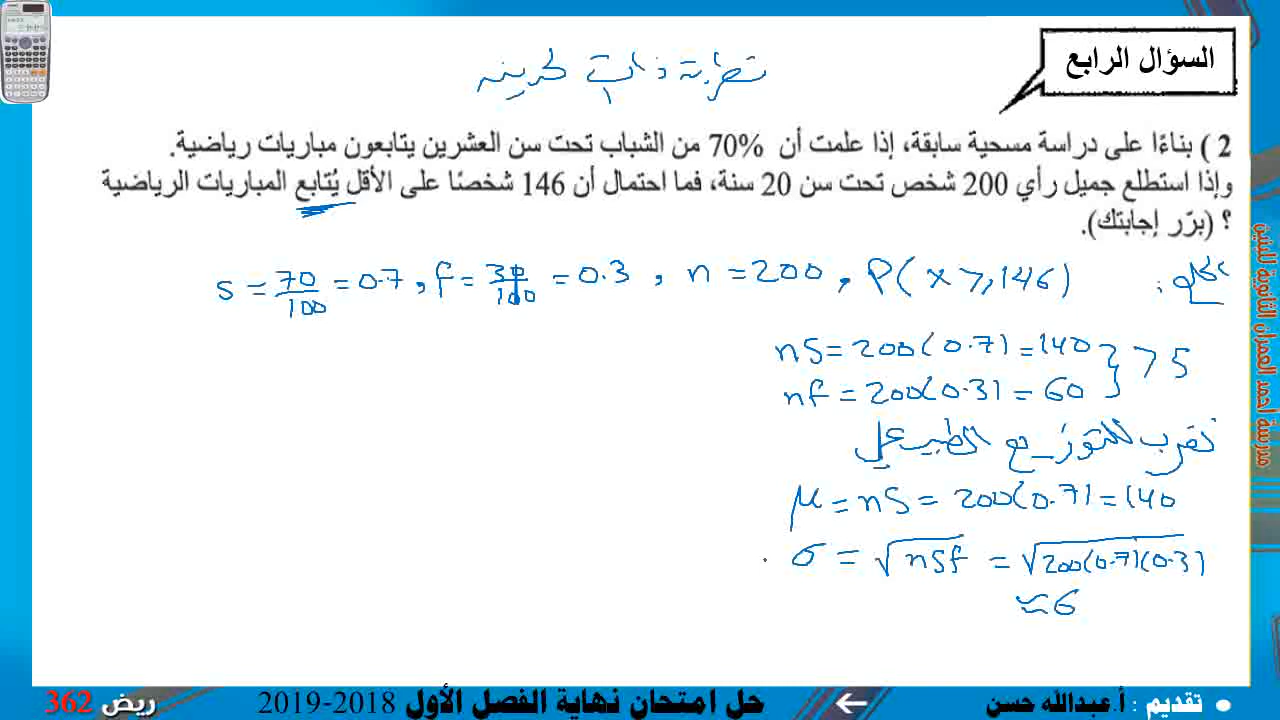 السؤال الرابع
نظرية ذات الحدين
2 ) بناءًا على دراسة مسحية سابقة، إذا علمت أن 70% من الشباب تحت سن العشرين يتابعون مباريات رياضية.
وإذا استطلع جميل رأي 200 شخص تحت سن 20 سنة، فما احتمال أن 146 شخصًا على الأقل يُتابع المباريات الرياضية
؟ (برّر إجابتك).
الحل:
S = 70/100 = 0.7 , f = 30/100 = 0.3 , n = 200 , P( x ≥ 146)
nS = 200(0.7) = 140
nf = 200(0.3) = 60
} > 5
نقرب للتوزيع الطبيعي
μ = nS = 200(0.7) = 140
σ = √nSf = √200(0.7)(0.3)
≈ 6
مدرسة احمد العمران الثانوية للبنين
تقديم : أ.عبدالله حسن
حل امتحان نهاية الفصل الأول 2018-2019
ريض 362